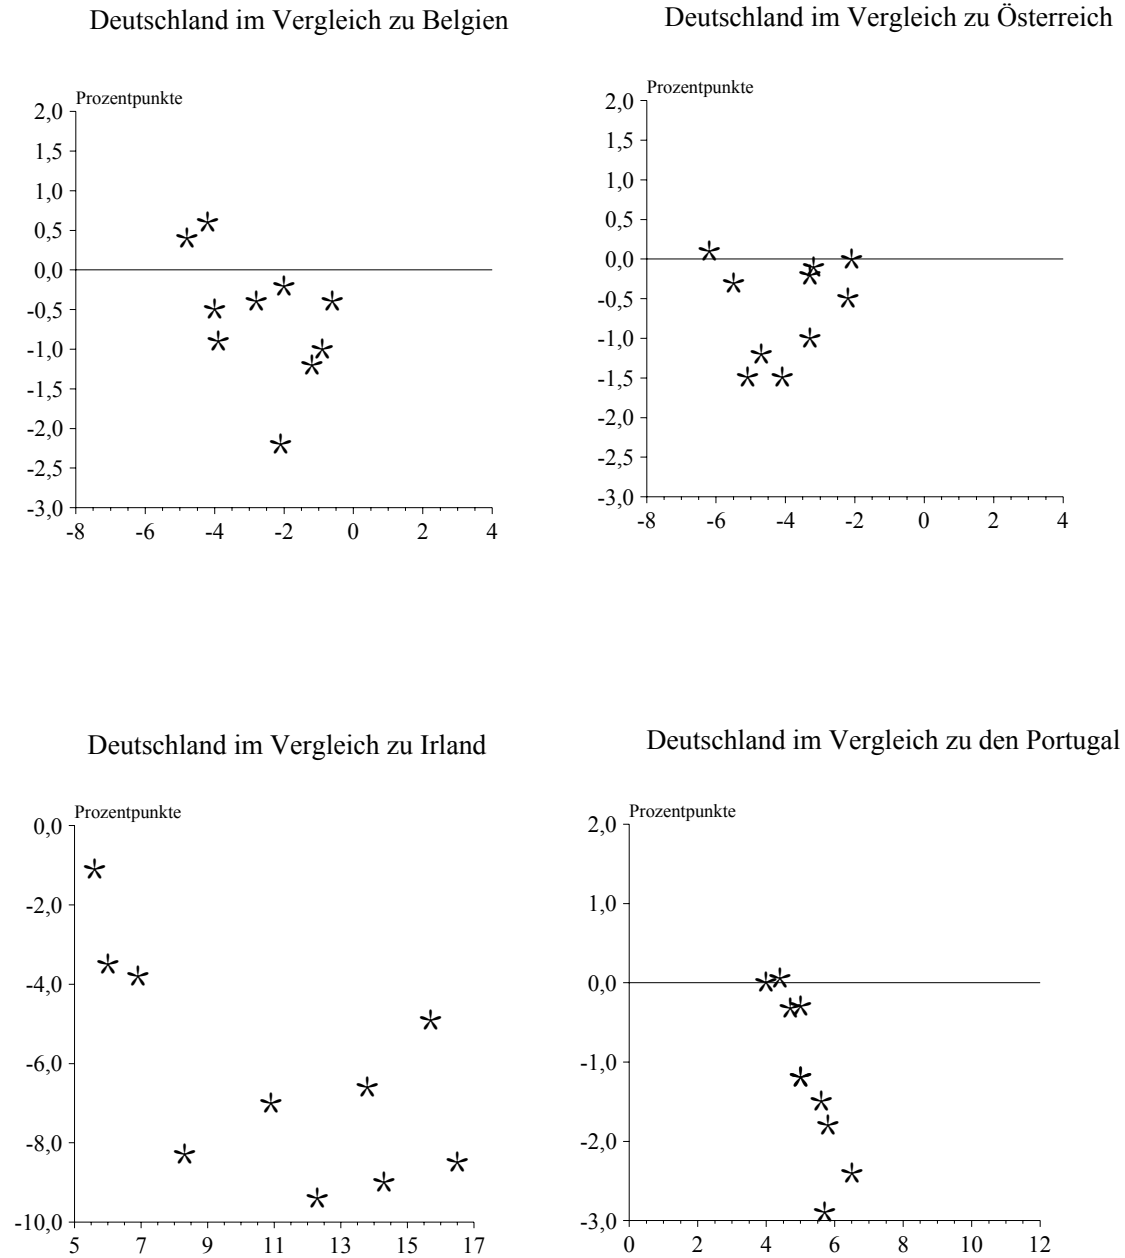 Deutschland im Vergleich zu Belgien
Prozentpunkte
2,0
1,5
1,0
0,5
0,0
-0,5
-1,0
-1,5
-2,0
-2,5
-3,0
-8 -6 -4 -2 0 2 4
Deutschland im Vergleich zu Österreich
Prozentpunkte
2,0
1,5
1,0
0,5
0,0
-0,5
-1,0
-1,5
-2,0
-2,5
-3,0
-8 -6 -4 -2 0 2 4
Deutschland im Vergleich zu Irland
Prozentpunkte
0,0
-2,0
-4,0
-6,0
-8,0
-10,0
5 7 9 11 13 15 17
Deutschland im Vergleich zu den Portugal
Prozentpunkte
2,0
1,0
0,0
-1,0
-2,0
-3,0
0 2 4 6 8 10 12